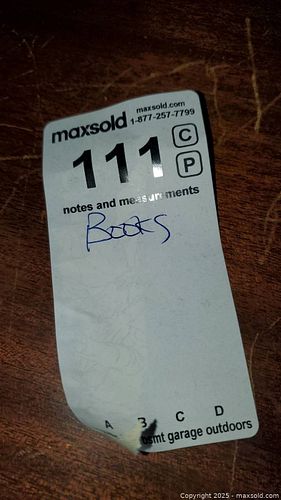 maxsold maxsold.com
1-877-257-7799
111 C
P
notes and measurements
Books
A B C D
bsmt garage outdoors
Copyright 2025 - maxsold.com